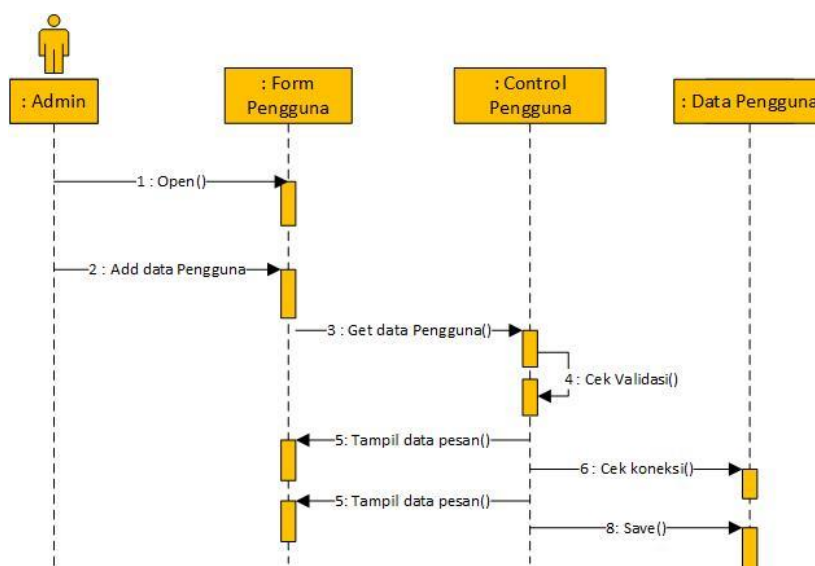 : Admin
: Form
Pengguna
: Control
Pengguna
: Data Pengguna
1 : Open()
2 : Add data Pengguna
3 : Get data Pengguna()
4 : Cek Validasi()
5: Tampil data pesan()
6 : Cek koneksi()
5: Tampil data pesan()
8: Save()